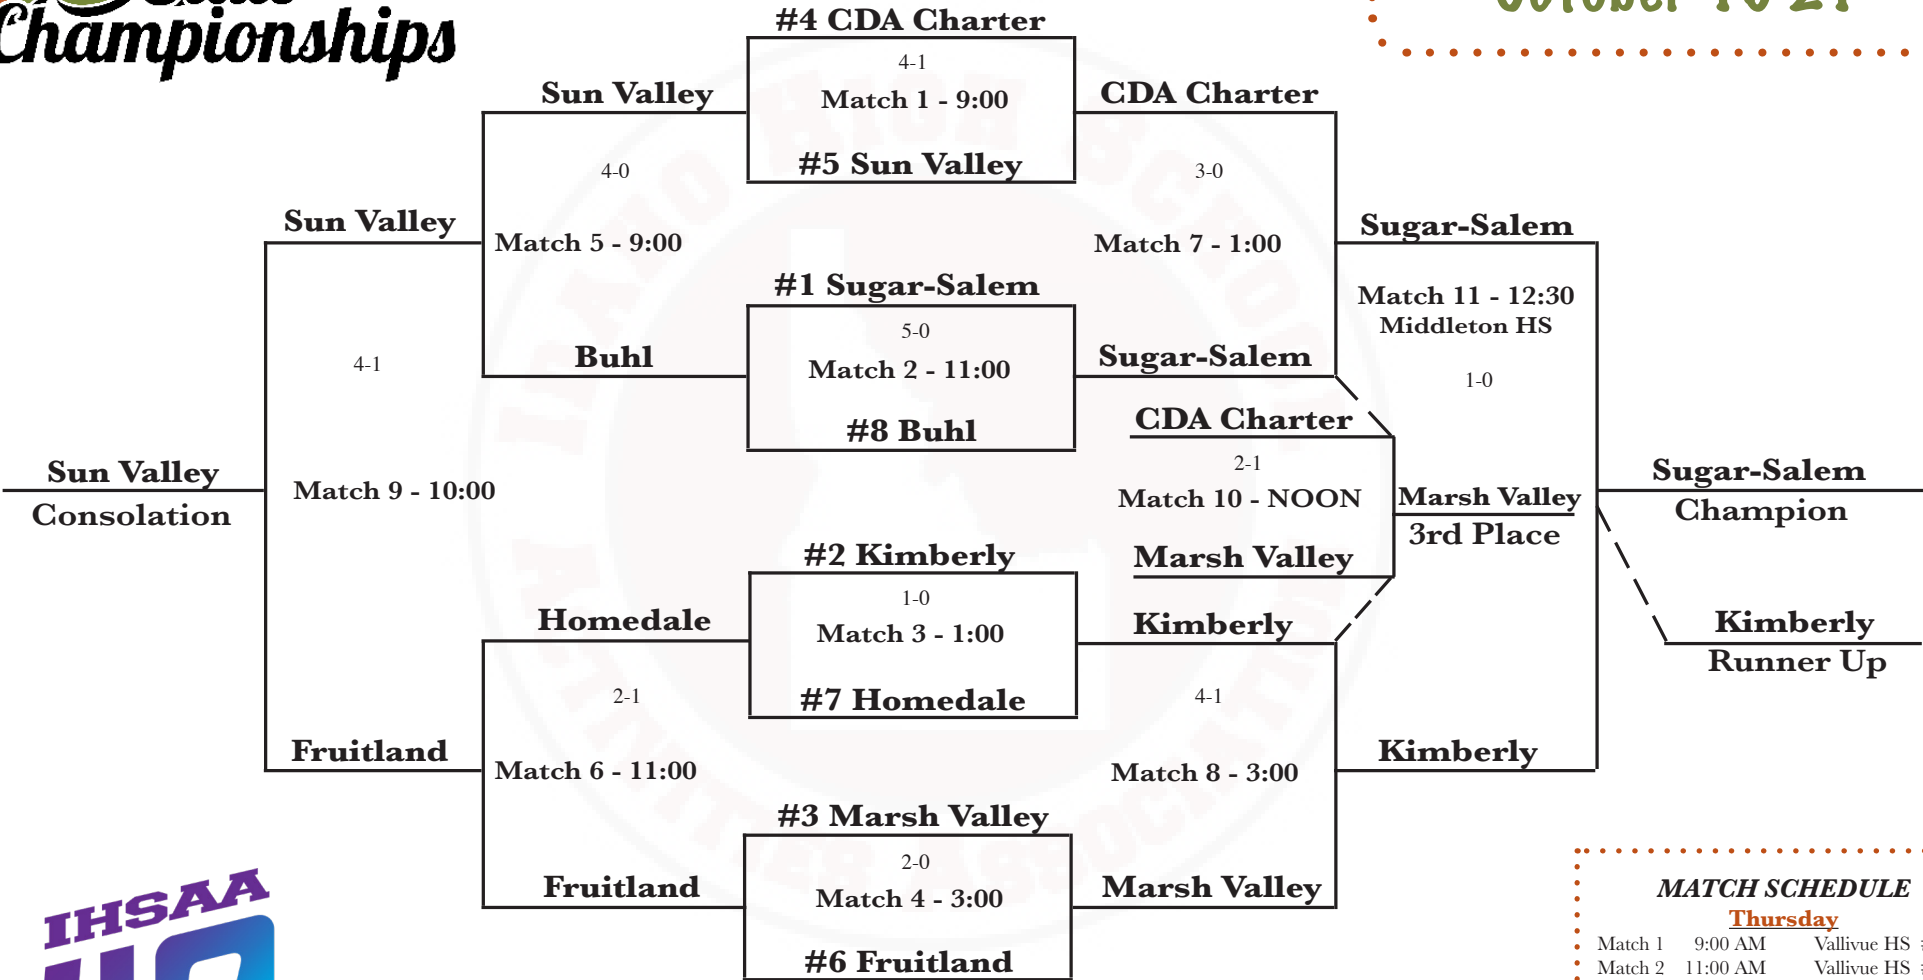 Championships
#4 CDA Charter
4-1
Match 1 - 9:00
#5 Sun Valley
Sun Valley
CDA Charter
4-0
Match 5 - 9:00
3-0
Match 7 - 1:00
Sun Valley
Sugar-Salem
#1 Sugar-Salem
5-0
Match 2 - 11:00
#8 Buhl
Buhl
Sugar-Salem
Match 11 - 12:30
Middleton HS
1-0
4-1
Match 9 - 10:00
CDA Charter
2-1
Match 10 - NOON
Marsh Valley
Marsh Valley
3rd Place
Sun Valley
Consolation
Sugar-Salem
Champion
Kimberly
Runner Up
#2 Kimberly
1-0
Match 3 - 1:00
#7 Homedale
Homedale
Kimberly
2-1
Match 6 - 11:00
4-1
Match 8 - 3:00
Fruitland
Kimberly
#3 Marsh Valley
2-0
Match 4 - 3:00
#6 Fruitland
Fruitland
Marsh Valley
IHSAA
MATCH SCHEDULE
Thursday
Match 1 9:00 AM Vallivue HS
Match 2 11:00 AM Vallivue HS
IDAHO HIGH SCHOOL ACTIVITIES ASSOCIATION